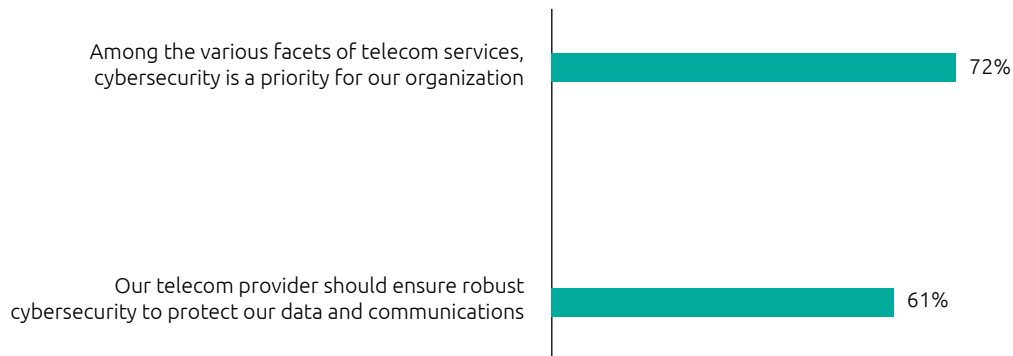 Among the various facets of telecom services,
cybersecurity is a priority for our organization
72%
Our telecom provider should ensure robust
cybersecurity to protect our data and communications
61%